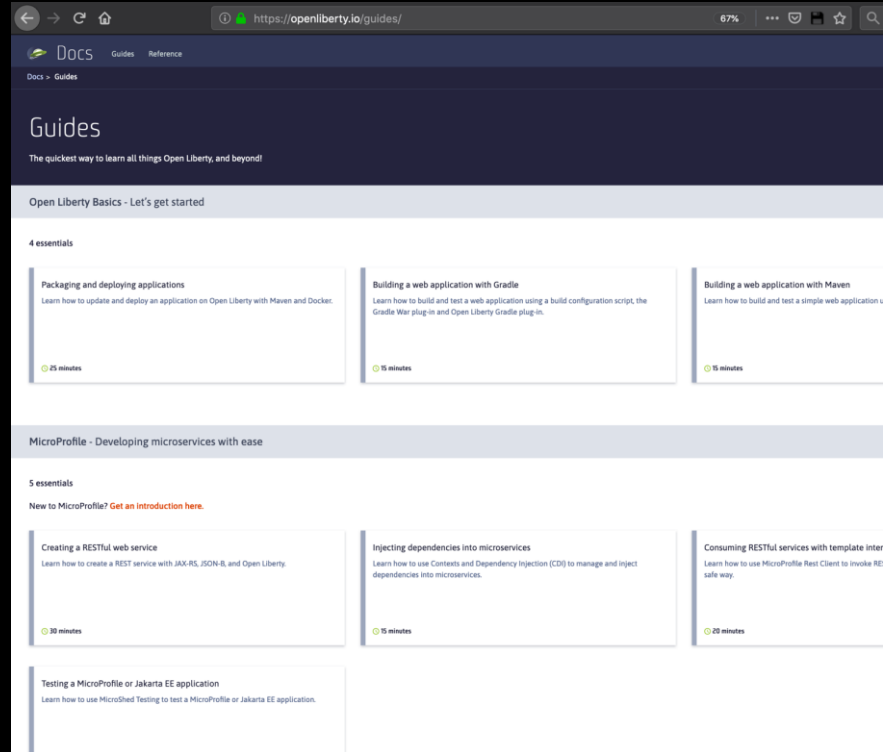 https://openliberty.io/guides/
67%
Docs Guides Reference
Docs > Guides
Guides
The quickest way to learn all things Open Liberty, and beyond!
Open Liberty Basics - Let's get started
4 essentials
Packaging and deploying applications
Learn how to update and deploy an application on Open Liberty with Maven and Docker.
25 minutes
Building a web application with Gradle
Learn how to build and test a web application using a build configuration script, the
Gradle War plug-in and Open Liberty Gradle plug-in.
15 minutes
Building a web application with Maven
Learn how to build and test a simple web application u
15 minutes
MicroProfile - Developing microservices with ease
5 essentials
New to MicroProfile? Get an introduction here.
Creating a RESTful web service
Learn how to create a REST service with JAX-RS, JSON-B, and Open Liberty.
30 minutes
Injecting dependencies into microservices
Learn how to use Contexts and Dependency Injection (CDI) to manage and inject
dependencies into microservices.
15 minutes
Consuming RESTful services with template inter
Learn how to use MicroProfile Rest Client to invoke RE
safe way.
20 minutes
Testing a MicroProfile or Jakarta EE application
Learn how to use MicroShed Testing to test a MicroProfile or Jakarta EE application.